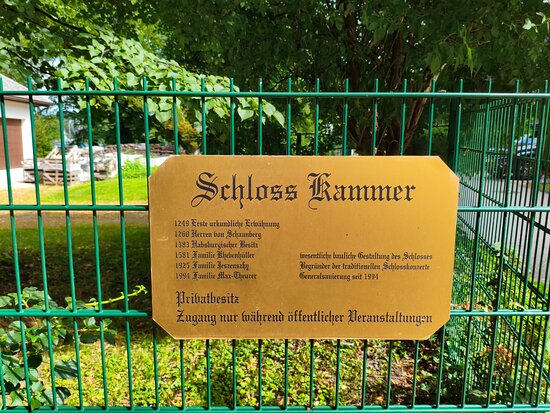 Schloss Kammer
1249 Erste urkundliche Erwähnung
1260 Herren von Schaunberg
1383 Habsburgischer Besitz
1581 Familie Khevenhüller wesentliche bauliche Gestaltung des Schlosses
1925 Familie Jeszenszky Begründer der traditionellen Schlosskonzerte
1994 Familie Max-Theurer Generalsanierung seit 1994
Privatbesitz
Zugang nur während öffentlicher Veranstaltungen